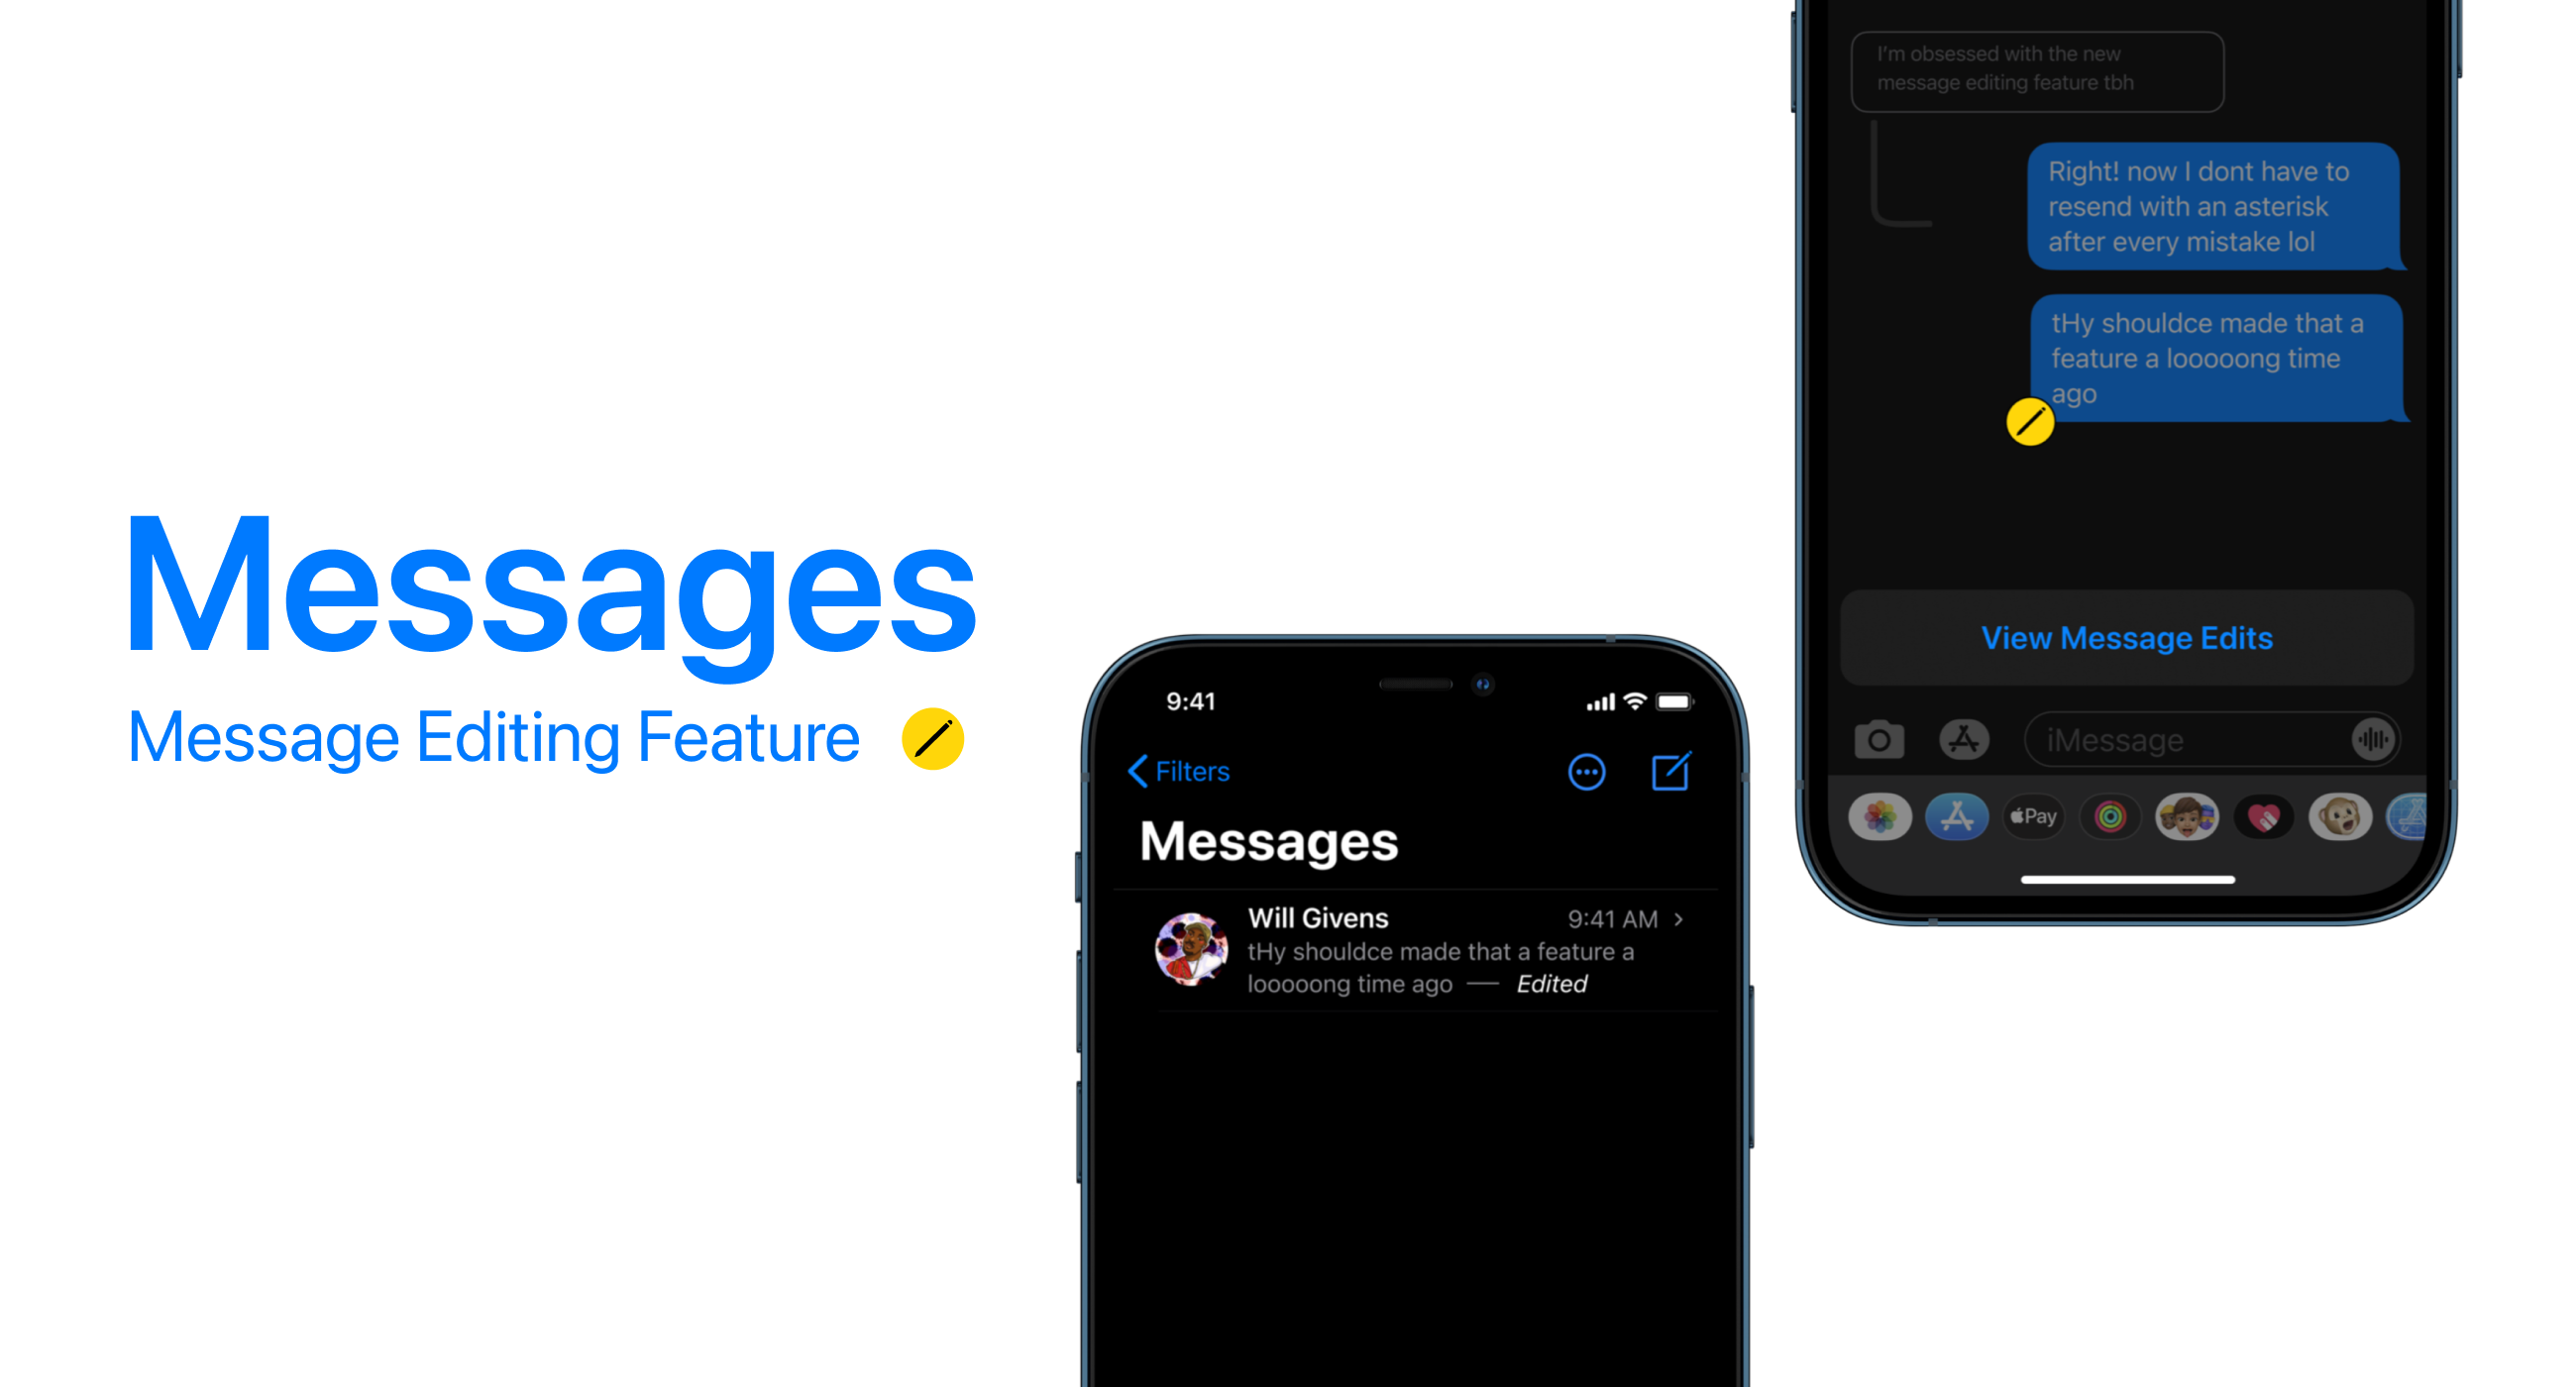 Messages
Message Editing Feature
9:41
Filters
Messages
Will Givens
9:41 AM
tHy shouldce made that a feature a
looooong time ago — Edited
I'm obsessed with the new
message editing feature tbh
Right! now I dont have to
resend with an asterisk
after every mistake lol
tHy shouldce made that a
feature a looooong time
ago
View Message Edits
iMessage
Pay